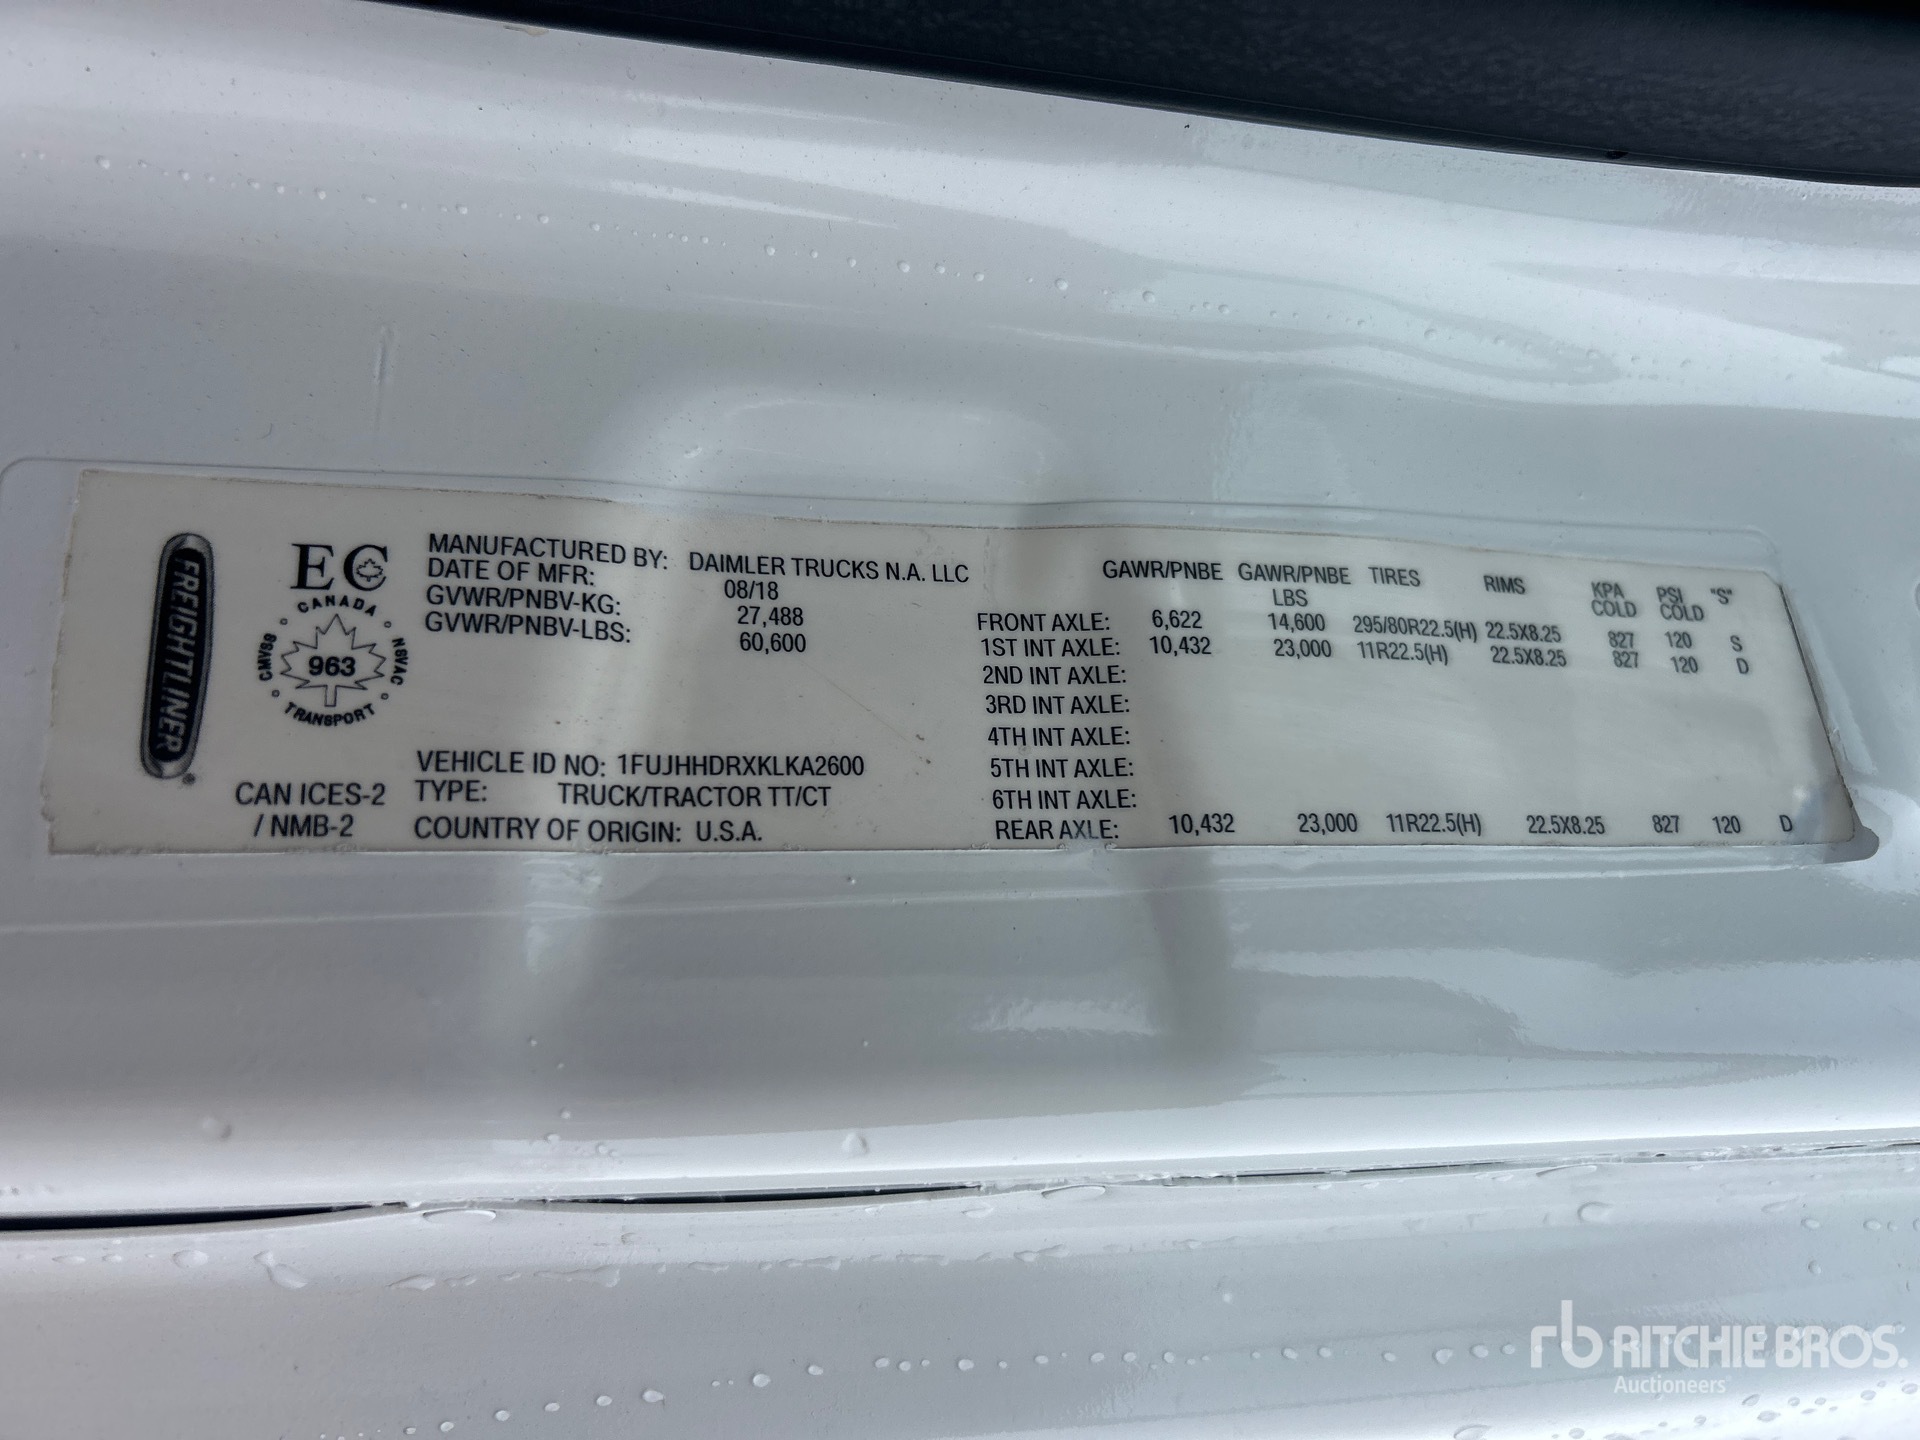 FREIGHTLINER
EC
CANADA
CMVSS
963
NSVAC
TRANSPORT
CAN ICES-2
/ NMB-2
MANUFACTURED BY: DAIMLER TRUCKS N.A. LLC
DATE OF MFR: 08/18
GVWR/PNBV-KG: 27,488
GVWR/PNBV-LBS: 60,600
VEHICLE ID NO: 1FUJHHDRXKLKA2600
TYPE: TRUCK/TRACTOR TT/CT
COUNTRY OF ORIGIN: U.S.A.
GAWR/PNBE GAWR/PNBE TIRES RIMS KPA PSI "S"
LBS COLD COLD
FRONT AXLE: 6,622 14,600 295/80R22.5(H) 22.5X8.25 827 120 S
1ST INT AXLE: 10,432 23,000 11R22.5(H) 22.5X8.25 827 120 D
2ND INT AXLE:
3RD INT AXLE:
4TH INT AXLE:
5TH INT AXLE:
6TH INT AXLE:
REAR AXLE: 10,432 23,000 11R22.5(H) 22.5X8.25 827 120 D
rb RITCHIE BROS.
Auctioneers